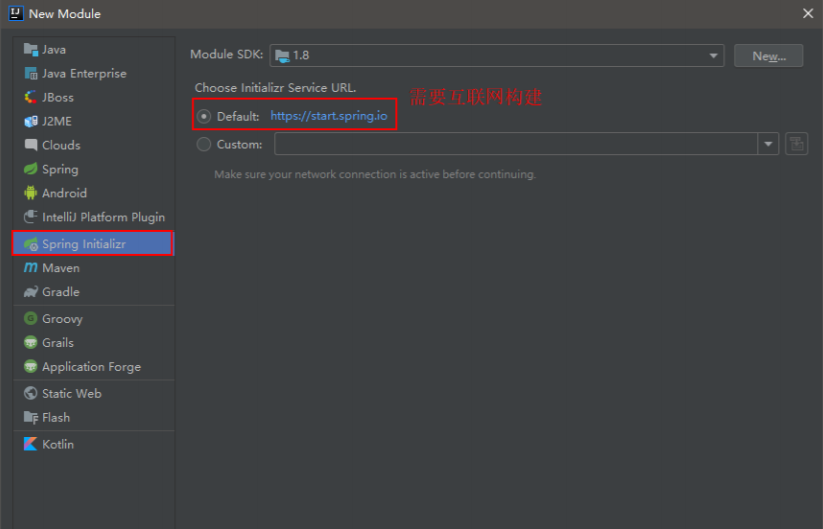 New Module
Java
Java Enterprise
JBoss
J2ME
Clouds
Spring
Android
IntelliJ Platform Plugin
Spring Initializr
Maven
Gradle
Groovy
Grails
Application Forge
Static Web
Flash
Kotlin
Module SDK: 1.8 New...
Choose Initializr Service URL.
需要互联网构建
Default: https://start.spring.io
Custom:
Make sure your network connection is active before continuing.